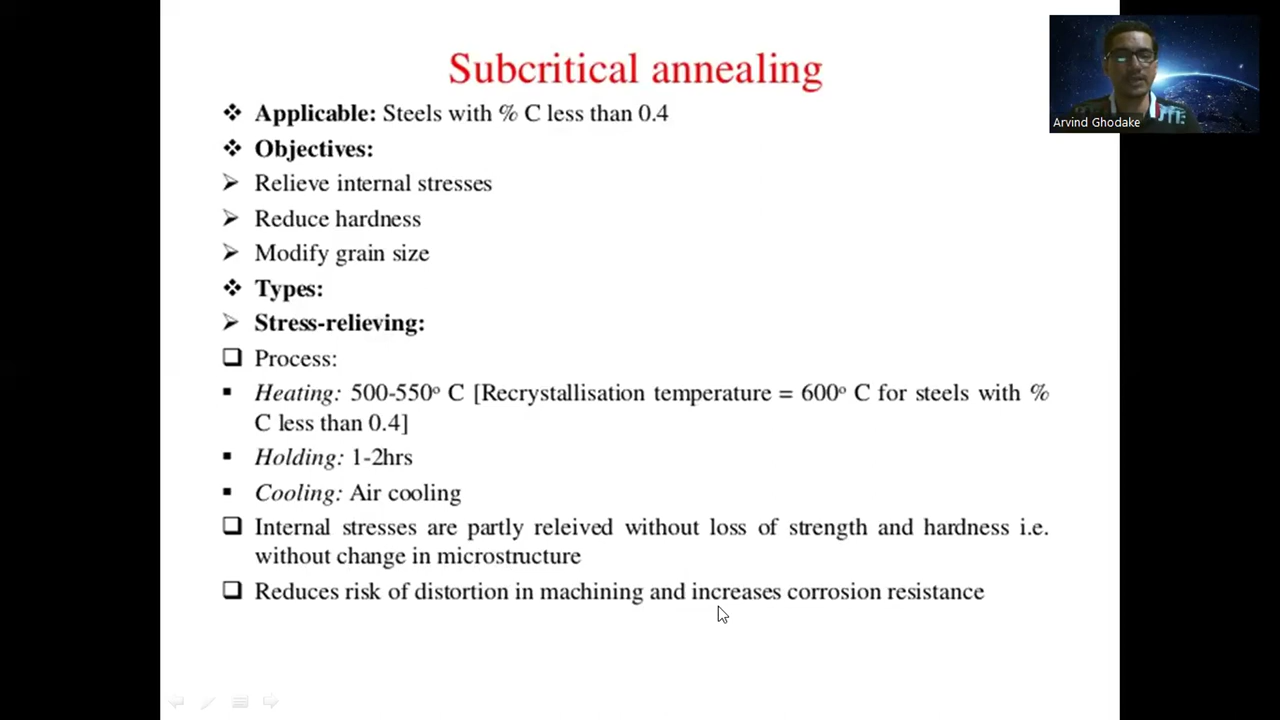 Subcritical annealing
Arvind Ghodake
❖ Applicable: Steels with % C less than 0.4
❖ Objectives:
➢ Relieve internal stresses
➢ Reduce hardness
➢ Modify grain size
❖ Types:
➢ Stress-relieving:
❑ Process:
▪ Heating: 500-550º C [Recrystallisation temperature = 600º C for steels with %
C less than 0.4]
▪ Holding: 1-2hrs
▪ Cooling: Air cooling
❑ Internal stresses are partly releived without loss of strength and hardness i.e.
without change in microstructure
❑ Reduces risk of distortion in machining and increases corrosion resistance